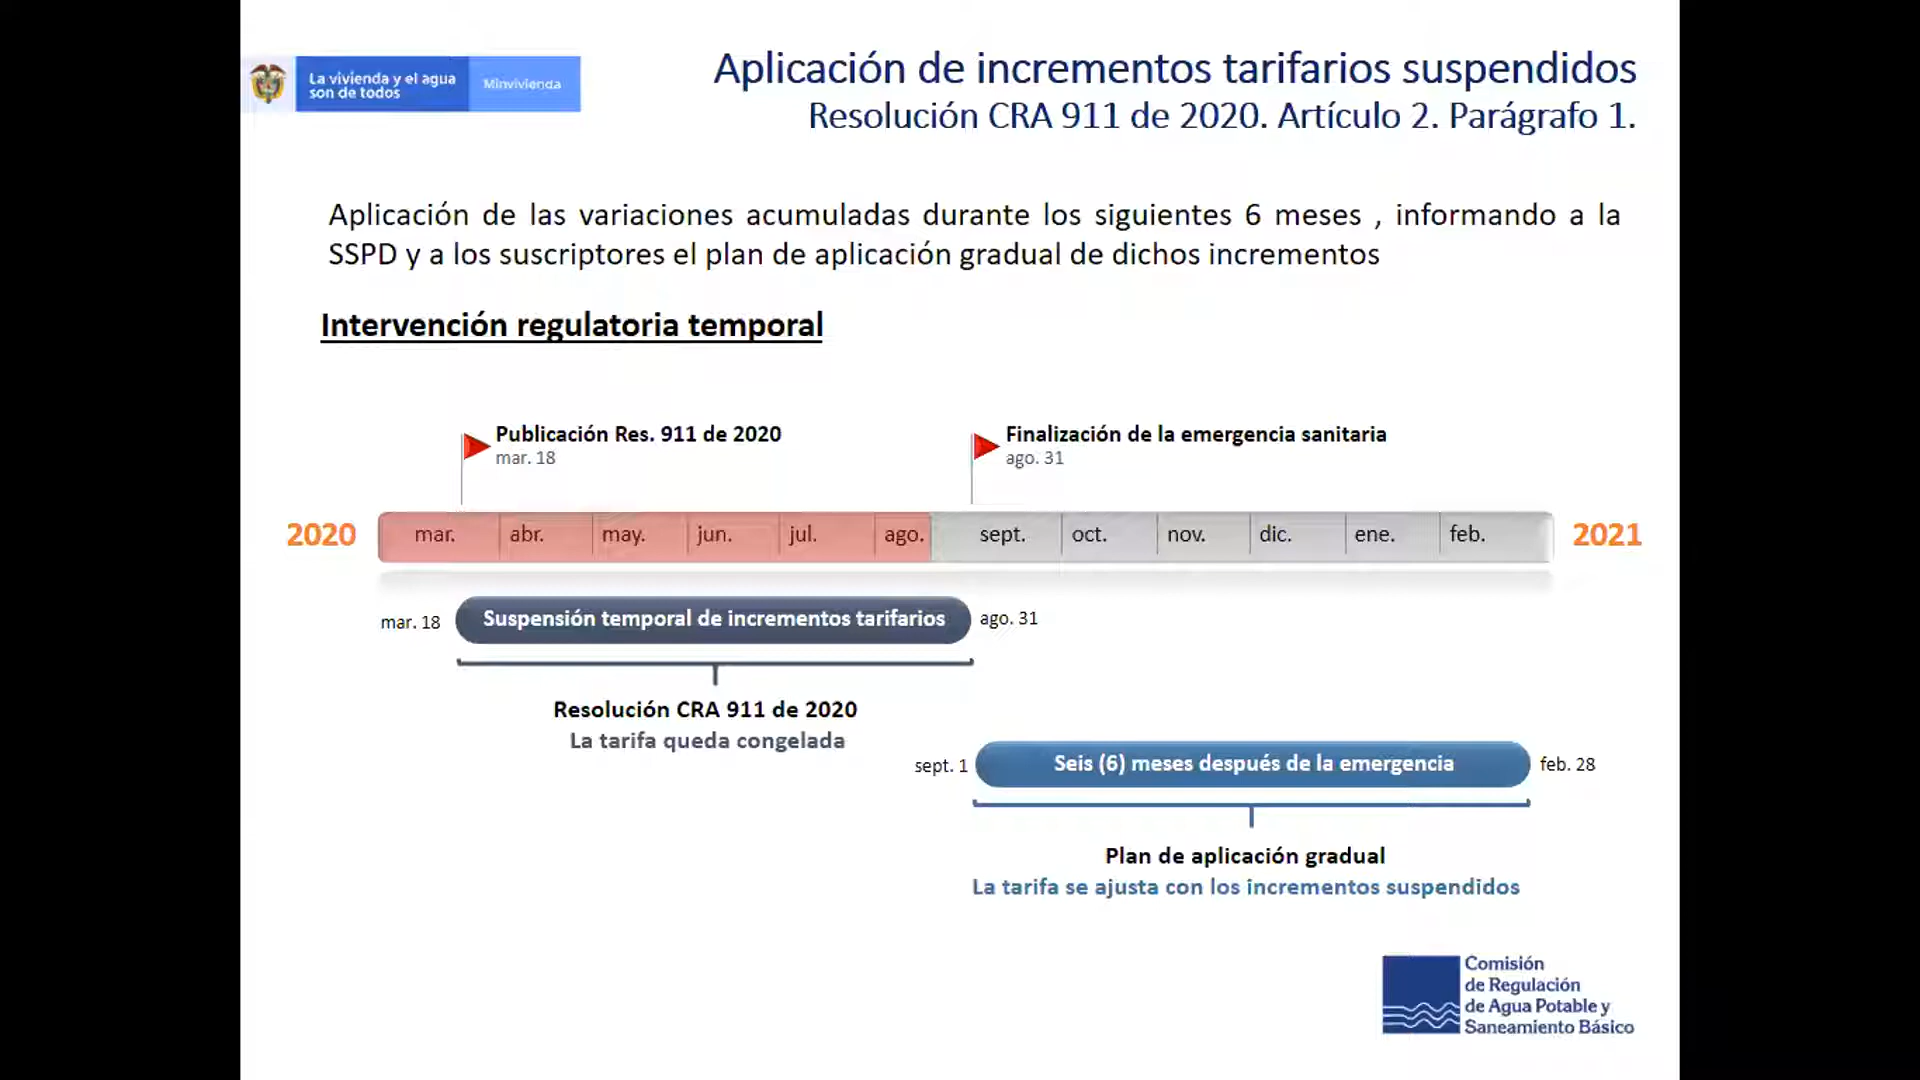 La vivienda y el agua
son de todos
Minvivienda
Aplicación de incrementos tarifarios suspendidos
Resolución CRA 911 de 2020. Artículo 2. Parágrafo 1.
Aplicación de las variaciones acumuladas durante los siguientes 6 meses , informando a la
SSPD y a los suscriptores el plan de aplicación gradual de dichos incrementos
Intervención regulatoria temporal
Publicación Res. 911 de 2020
mar. 18
Finalización de la emergencia sanitaria
ago. 31
2020 mar. abr. may. jun. jul. ago. sept. oct. nov. dic. ene. feb. 2021
mar. 18 Suspensión temporal de incrementos tarifarios ago. 31
Resolución CRA 911 de 2020
La tarifa queda congelada
sept. 1 Seis (6) meses después de la emergencia feb. 28
Plan de aplicación gradual
La tarifa se ajusta con los incrementos suspendidos
Comisión
de Regulación
de Agua Potable y
Saneamiento Básico